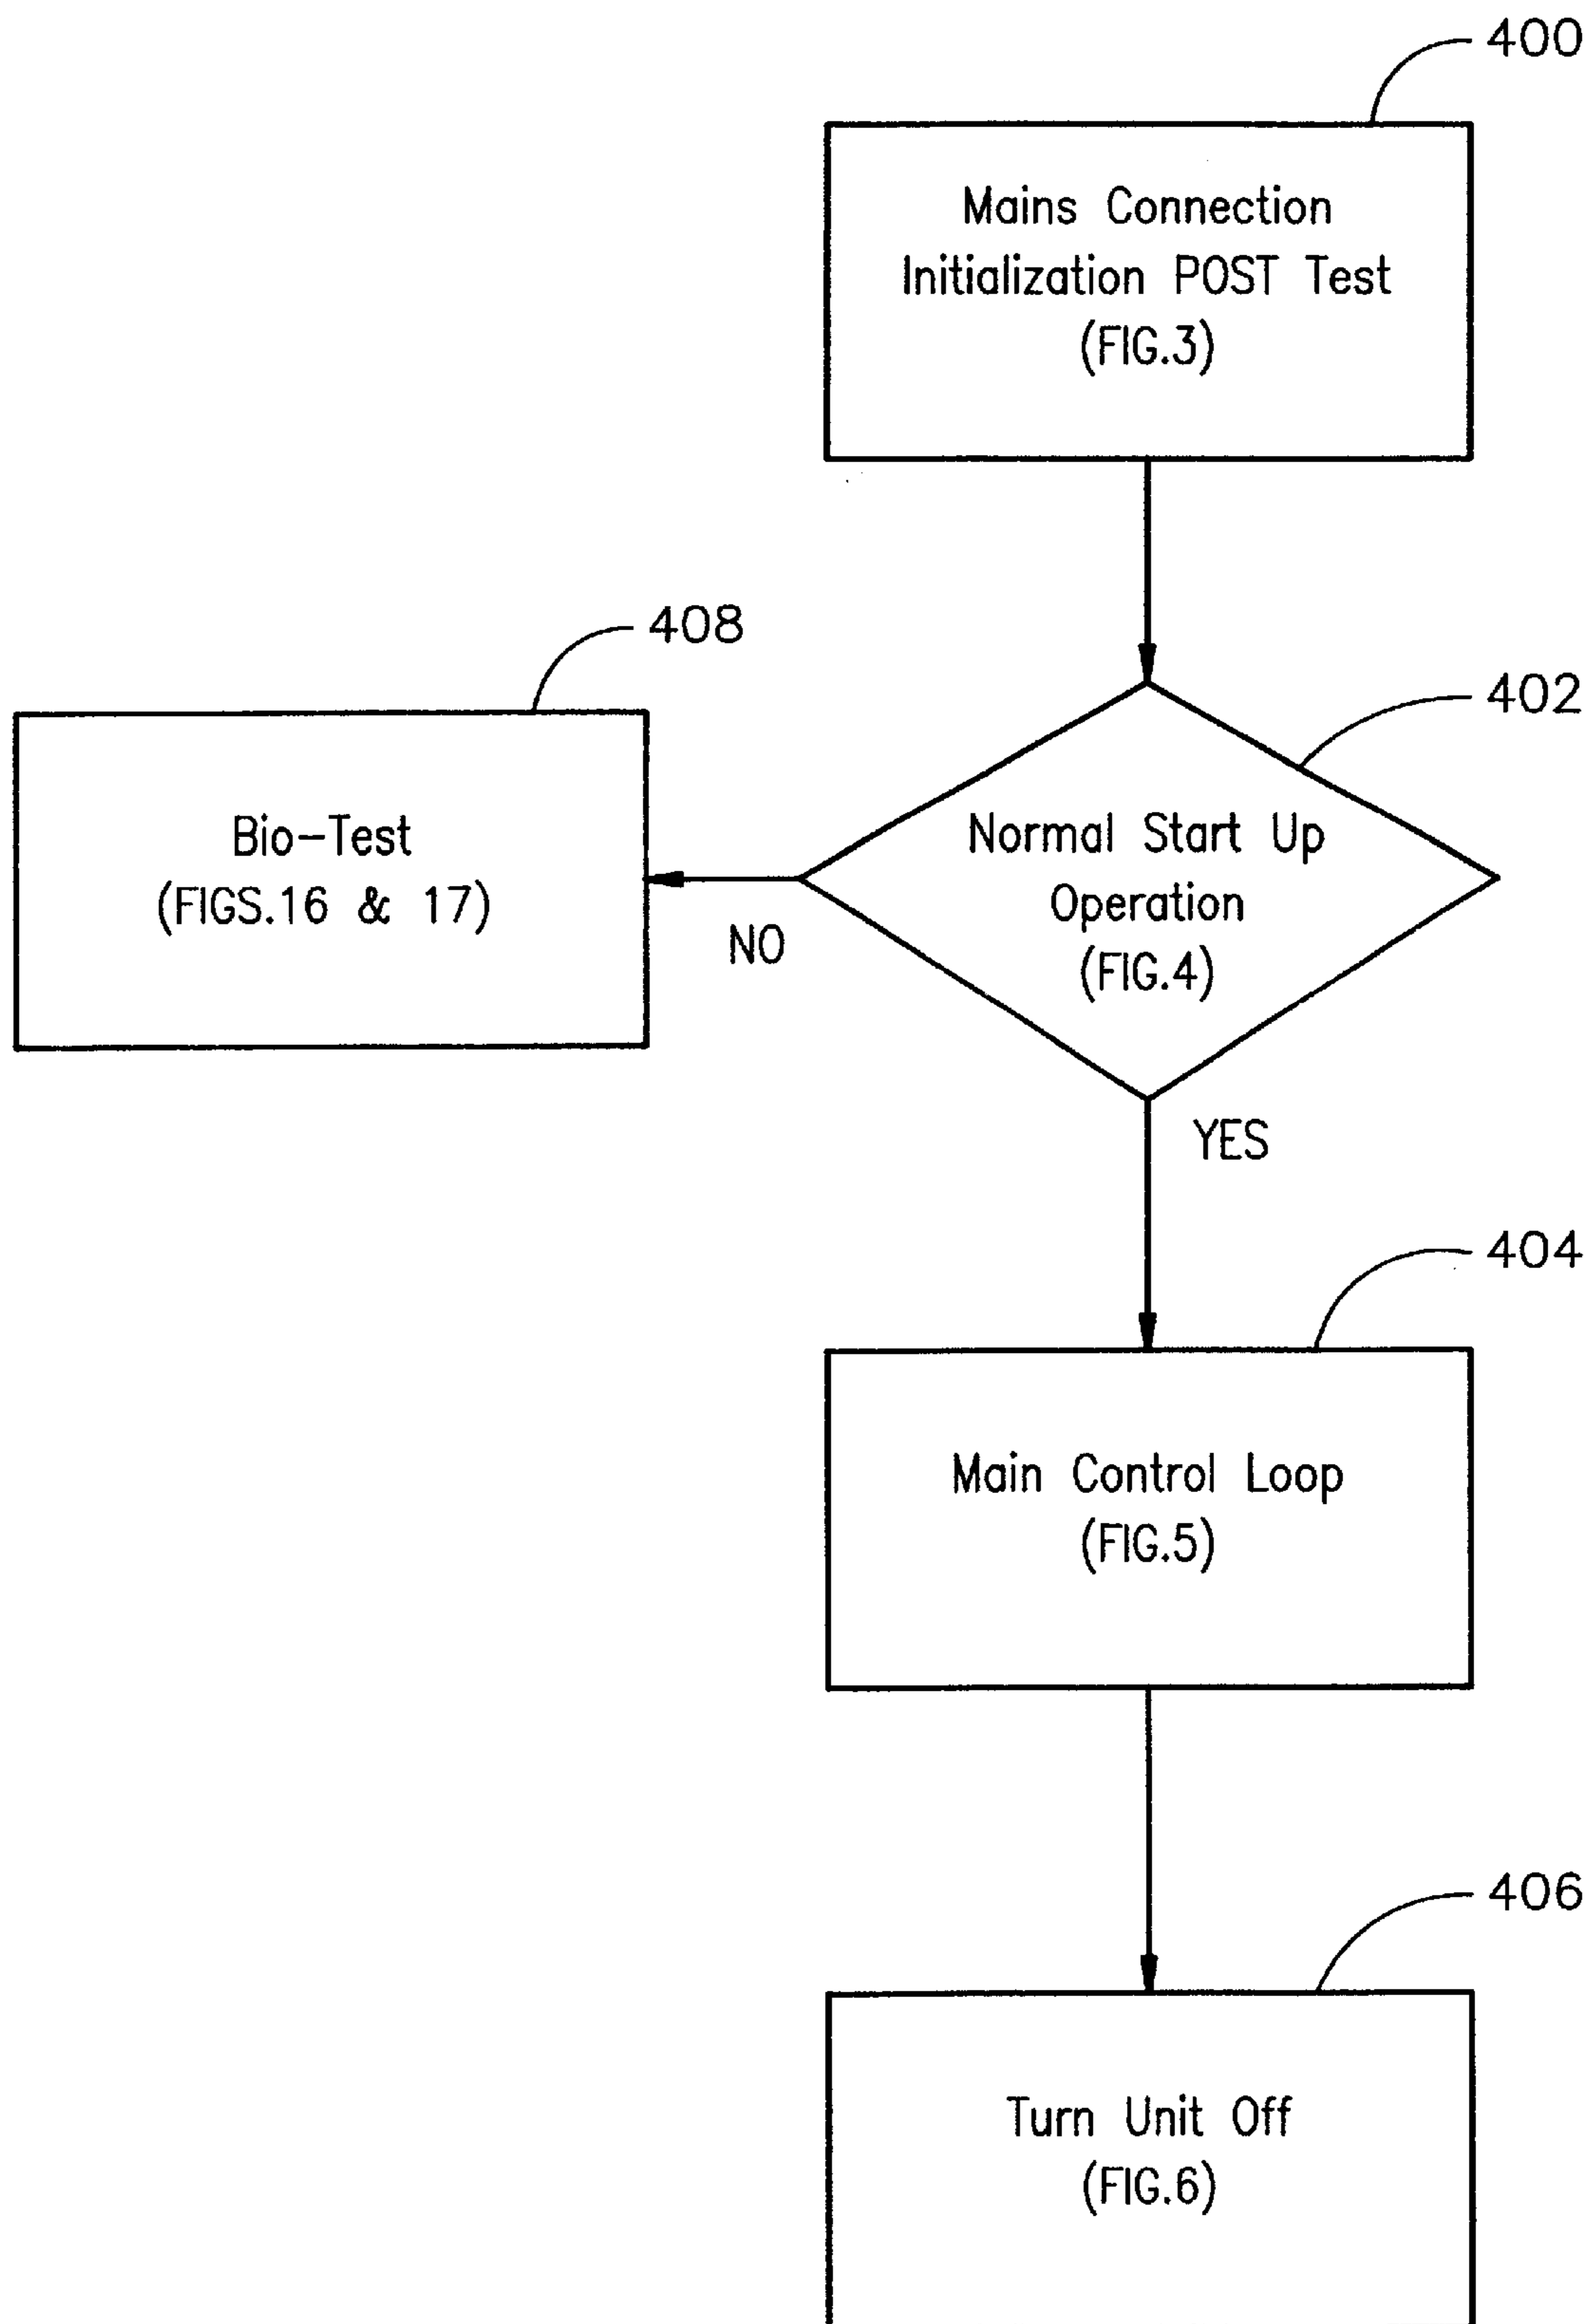 400
Mains Connection
Initialization POST Test
(FIG.3)
408
402
Bio-Test
(FIGS.16 & 17)
Normal Start Up
Operation
(FIG.4)
NO
YES
404
Main Control Loop
(FIG.5)
406
Turn Unit Off
(FIG.6)